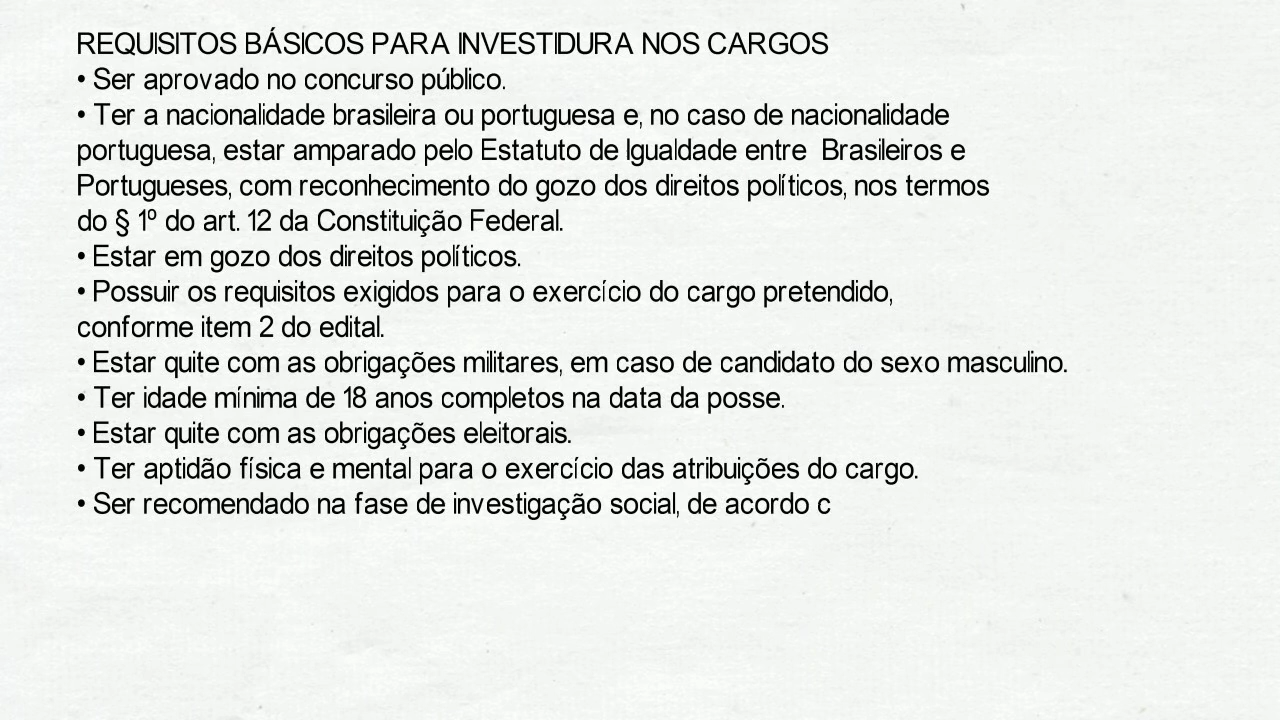 REQUISITOS BÁSICOS PARA INVESTIDURA NOS CARGOS
• Ser aprovado no concurso público.
• Ter a nacionalidade brasileira ou portuguesa e, no caso de nacionalidade
portuguesa, estar amparado pelo Estatuto de Igualdade entre  Brasileiros e
Portugueses, com reconhecimento do gozo dos direitos políticos, nos termos
do § 1º do art. 12 da Constituição Federal.
• Estar em gozo dos direitos políticos.
• Possuir os requisitos exigidos para o exercício do cargo pretendido,
conforme item 2 do edital.
• Estar quite com as obrigações militares, em caso de candidato do sexo masculino.
• Ter idade mínima de 18 anos completos na data da posse.
• Estar quite com as obrigações eleitorais.
• Ter aptidão física e mental para o exercício das atribuições do cargo.
• Ser recomendado na fase de investigação social, de acordo c